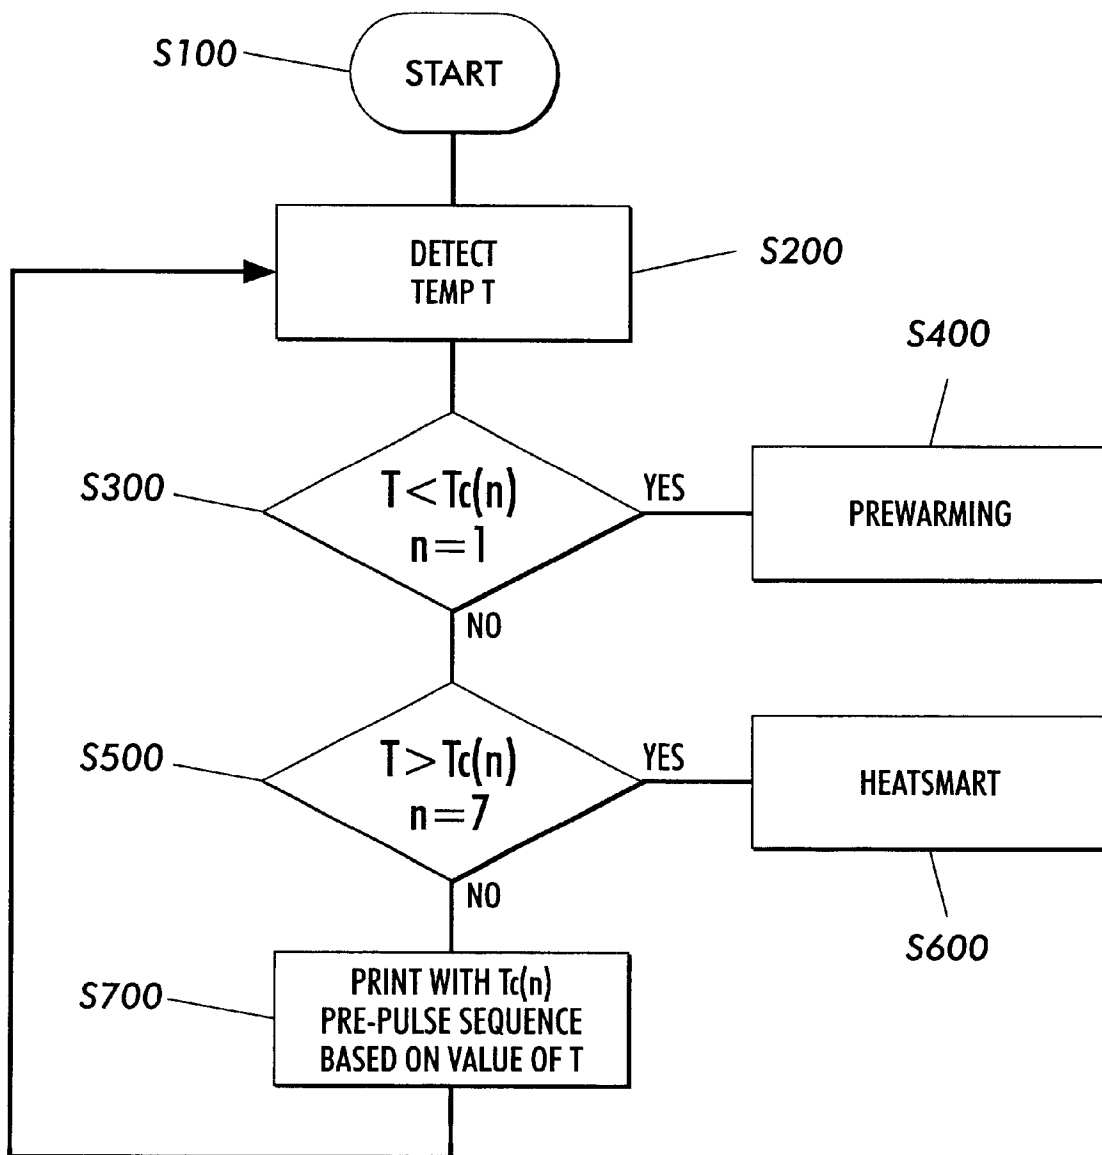 S100
START
DETECT
TEMP T
S200
S400
S300
T < Tc(n)
n = 1
YES
PREWARMING
NO
S500
T > Tc(n)
n = 7
YES
HEATSMART
NO
S600
S700
PRINT WITH Tc(n)
PRE-PULSE SEQUENCE
BASED ON VALUE OF T